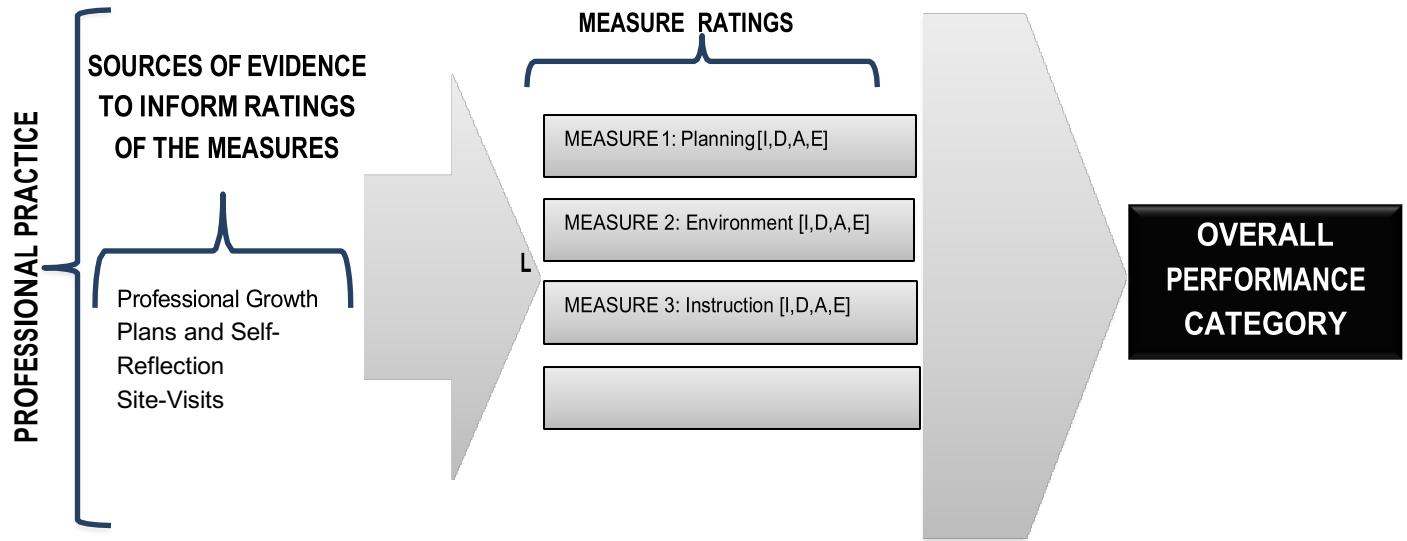 PROFESSIONAL PRACTICE
SOURCES OF EVIDENCE
TO INFORM RATINGS
OF THE MEASURES
Professional Growth
Plans and Self-
Reflection
Site-Visits
L
MEASURE RATINGS
MEASURE 1: Planning[I,D,A,E]
MEASURE 2: Environment [I,D,A,E]
MEASURE 3: Instruction [I,D,A,E]
OVERALL
PERFORMANCE
CATEGORY